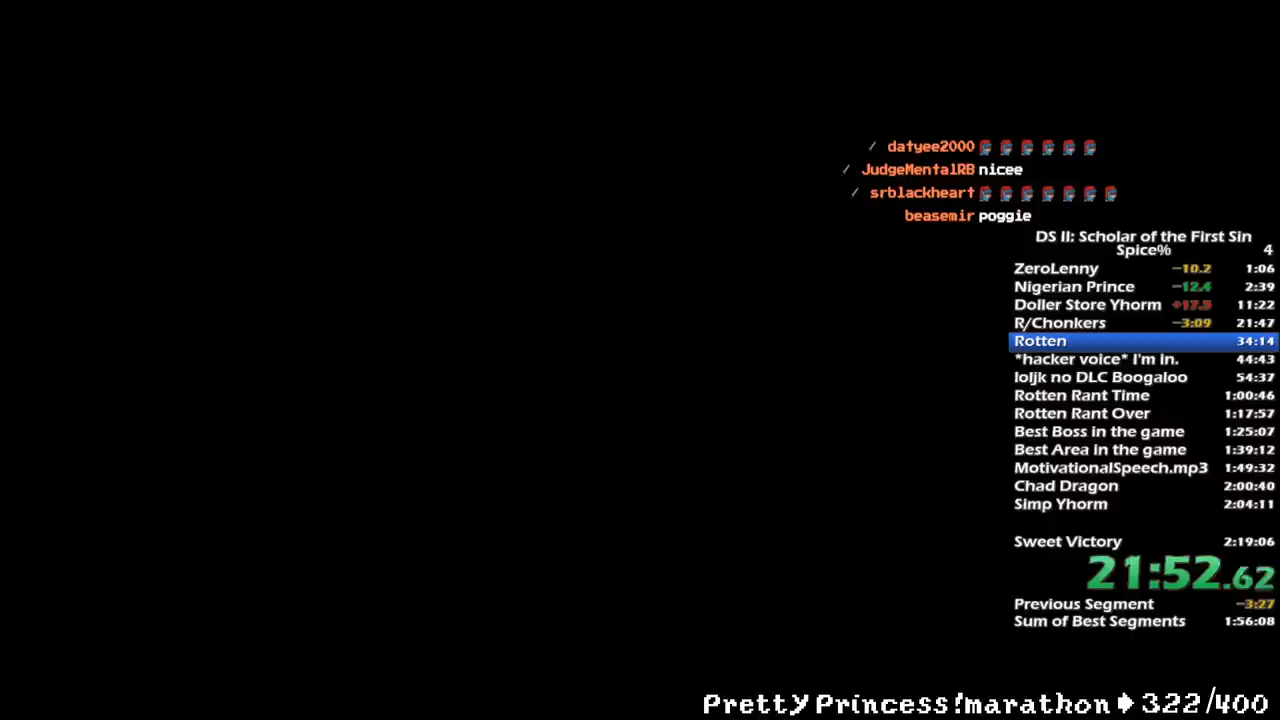 datyee2000
JudgeMentalRB nicee
srblackheart
beasemir poggie
DS II: Scholar of the First Sin
Spice% 4
ZeroLenny -10.2 1:06
Nigerian Prince -12.4 2:39
Doller Store Yhorm +17.5 11:22
R/Chonkers -3:09 21:47
Rotten 34:14
*hacker voice* I'm in. 44:43
loljk no DLC Boogaloo 54:37
Rotten Rant Time 1:00:46
Rotten Rant Over 1:17:57
Best Boss in the game 1:25:07
Best Area in the game 1:39:12
MotivationalSpeech.mp3 1:49:32
Chad Dragon 2:00:40
Simp Yhorm 2:04:11
Sweet Victory 2:19:06
21:52.62
Previous Segment -3:27
Sum of Best Segments 1:56:08
Pretty Princess !marathon → 322/400